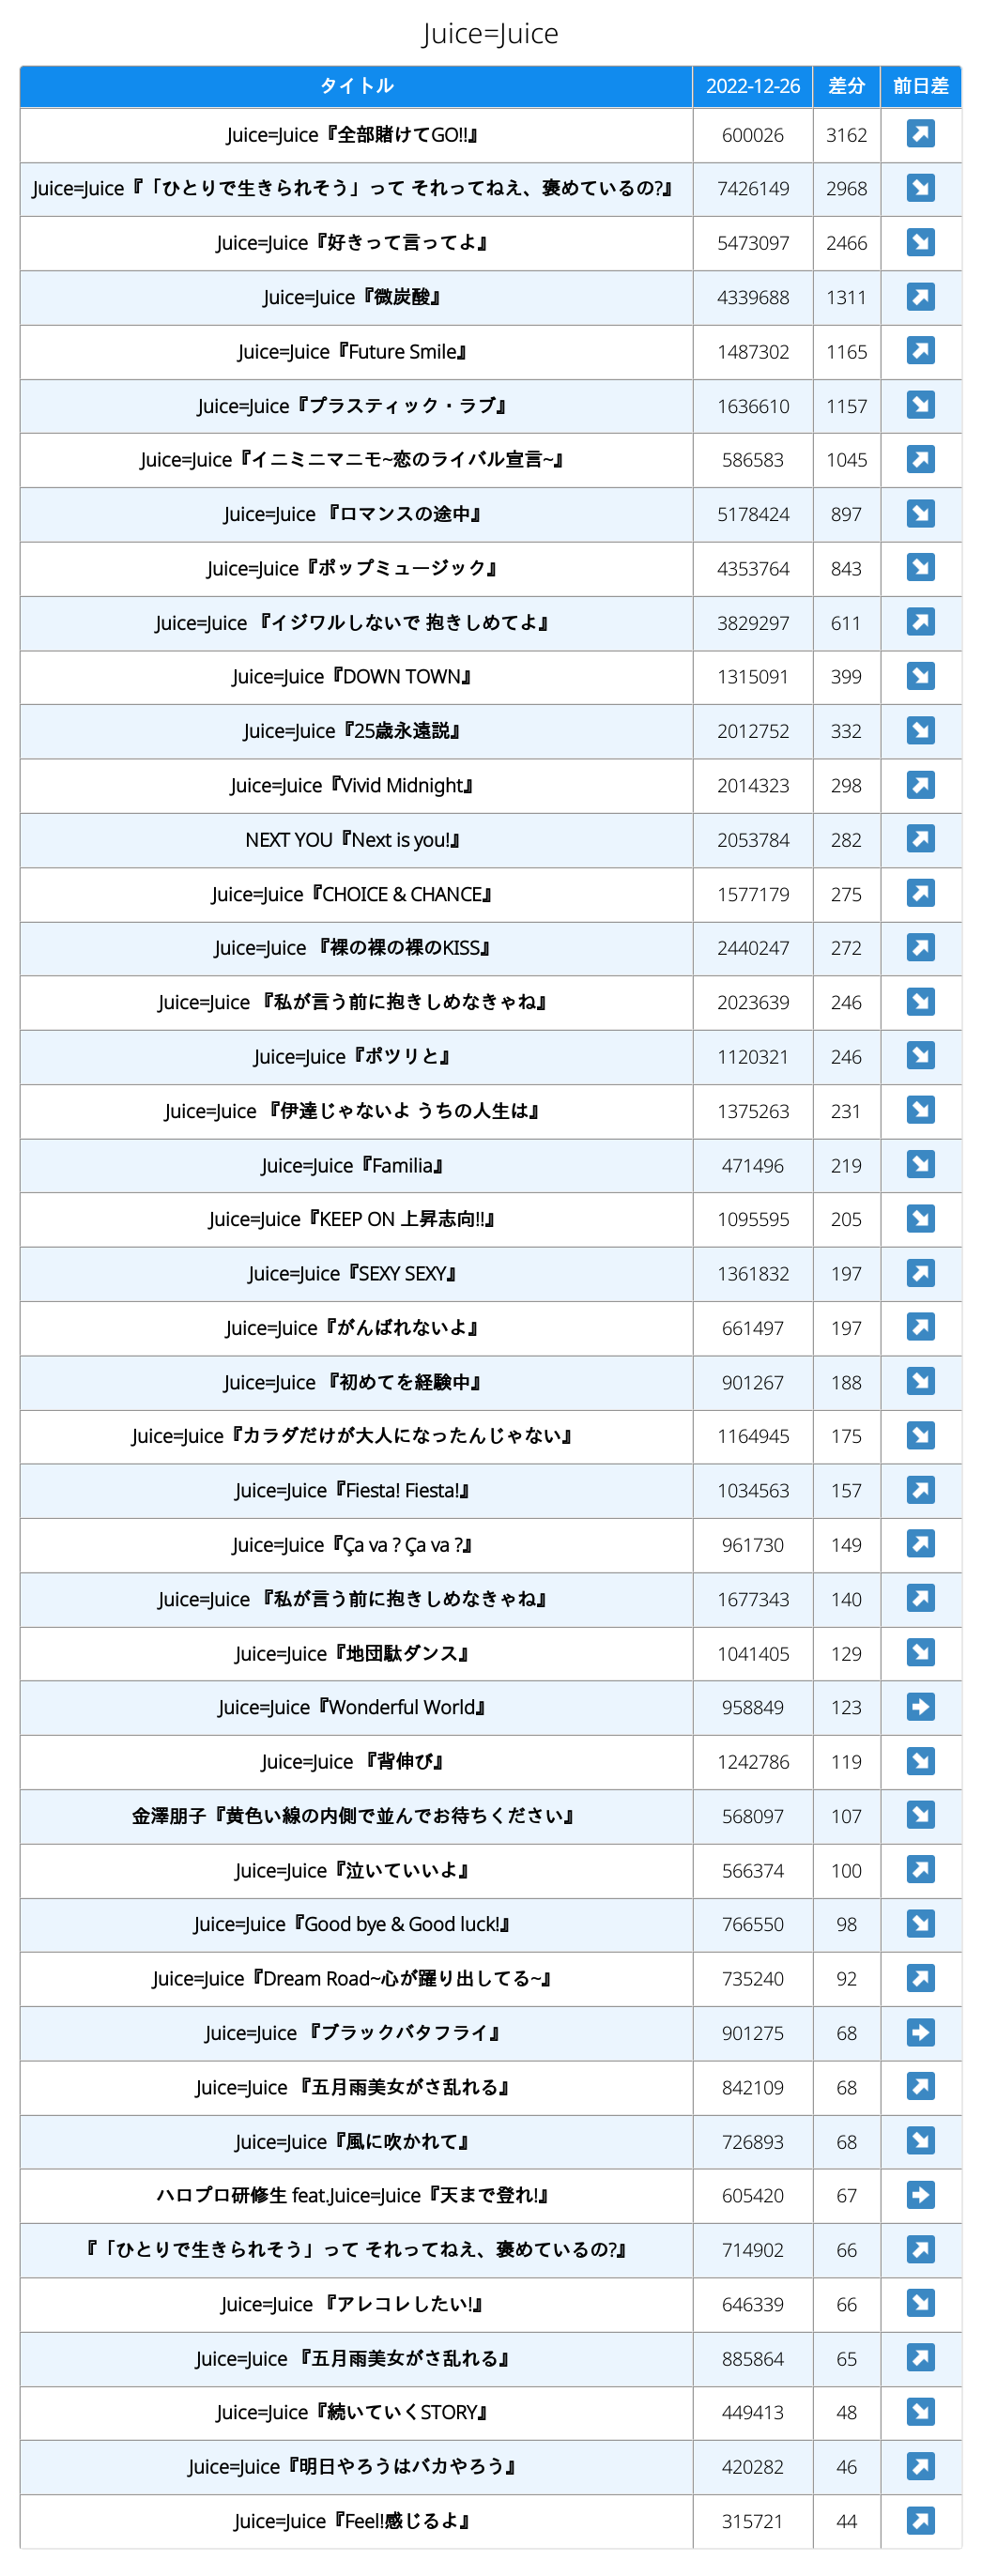 Juice=Juice
タイトル 2022-12-26 差分 前日差
Juice=Juice『全部賭けてGO!!』 600026 3162 ↗
Juice=Juice『「ひとりで生きられそう」って それってねえ、褒めているの?』 7426149 2968 ↘
Juice=Juice『好きって言ってよ』 5473097 2466 ↘
Juice=Juice『微炭酸』 4339688 1311 ↗
Juice=Juice『Future Smile』 1487302 1165 ↗
Juice=Juice『プラスティック・ラブ』 1636610 1157 ↘
Juice=Juice『イニミニマニモ~恋のライバル宣言~』 586583 1045 ↗
Juice=Juice 『ロマンスの途中』 5178424 897 ↘
Juice=Juice『ポップミュージック』 4353764 843 ↘
Juice=Juice 『イジワルしないで 抱きしめてよ』 3829297 611 ↗
Juice=Juice『DOWN TOWN』 1315091 399 ↘
Juice=Juice『25歳永遠説』 2012752 332 ↘
Juice=Juice『Vivid Midnight』 2014323 298 ↗
NEXT YOU『Next is you!』 2053784 282 ↗
Juice=Juice『CHOICE & CHANCE』 1577179 275 ↗
Juice=Juice 『裸の裸の裸のKISS』 2440247 272 ↗
Juice=Juice 『私が言う前に抱きしめなきゃね』 2023639 246 ↘
Juice=Juice『ポツリと』 1120321 246 ↘
Juice=Juice 『伊達じゃないよ うちの人生は』 1375263 231 ↘
Juice=Juice『Familia』 471496 219 ↘
Juice=Juice『KEEP ON 上昇志向!!』 1095595 205 ↘
Juice=Juice『SEXY SEXY』 1361832 197 ↗
Juice=Juice『がんばれないよ』 661497 197 ↗
Juice=Juice 『初めてを経験中』 901267 188 ↘
Juice=Juice『カラダだけが大人になったんじゃない』 1164945 175 ↘
Juice=Juice『Fiesta! Fiesta!』 1034563 157 ↗
Juice=Juice『Ça va ? Ça va ?』 961730 149 ↗
Juice=Juice 『私が言う前に抱きしめなきゃね』 1677343 140 ↗
Juice=Juice『地団駄ダンス』 1041405 129 ↘
Juice=Juice『Wonderful World』 958849 123 ➡
Juice=Juice 『背伸び』 1242786 119 ↘
金澤朋子『黄色い線の内側で並んでお待ちください』 568097 107 ↘
Juice=Juice『泣いていいよ』 566374 100 ↗
Juice=Juice『Good bye & Good luck!』 766550 98 ↘
Juice=Juice『Dream Road~心が躍り出してる~』 735240 92 ↗
Juice=Juice 『ブラックバタフライ』 901275 68 ➡
Juice=Juice 『五月雨美女がさ乱れる』 842109 68 ↗
Juice=Juice『風に吹かれて』 726893 68 ↘
ハロプロ研修生 feat.Juice=Juice『天まで登れ!』 605420 67 ➡
『「ひとりで生きられそう」って それってねえ、褒めているの?』 714902 66 ↗
Juice=Juice 『アレコレしたい!』 646339 66 ↘
Juice=Juice 『五月雨美女がさ乱れる』 885864 65 ↗
Juice=Juice『続いていくSTORY』 449413 48 ↘
Juice=Juice『明日やろうはバカやろう』 420282 46 ↗
Juice=Juice『Feel!感じるよ』 315721 44 ↗